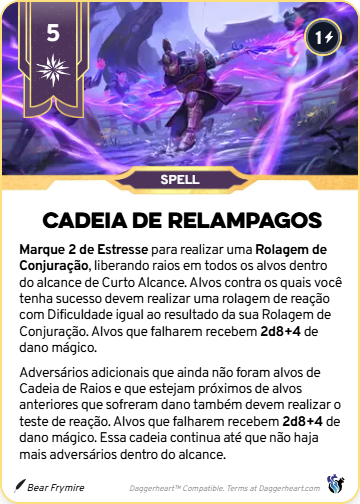 5
1
SPELL
CADEIA DE RELAMPAGOS
Marque 2 de Estresse para realizar uma Rolagem de
Conjuração, liberando raios em todos os alvos dentro
do alcance de Curto Alcance. Alvos contra os quais você
tenha sucesso devem realizar uma rolagem de reação
com Dificuldade igual ao resultado da sua Rolagem de
Conjuração. Alvos que falharem recebem 2d8+4 de
dano mágico.
Adversários adicionais que ainda não foram alvos de
Cadeia de Raios e que estejam próximos de alvos
anteriores que sofreram dano também devem realizar o
teste de reação. Alvos que falharem recebem 2d8+4 de
dano mágico. Essa cadeia continua até que não haja
mais adversários dentro do alcance.
Bear Frymire
Daggerheart™ Compatible. Terms at Daggerheart.com